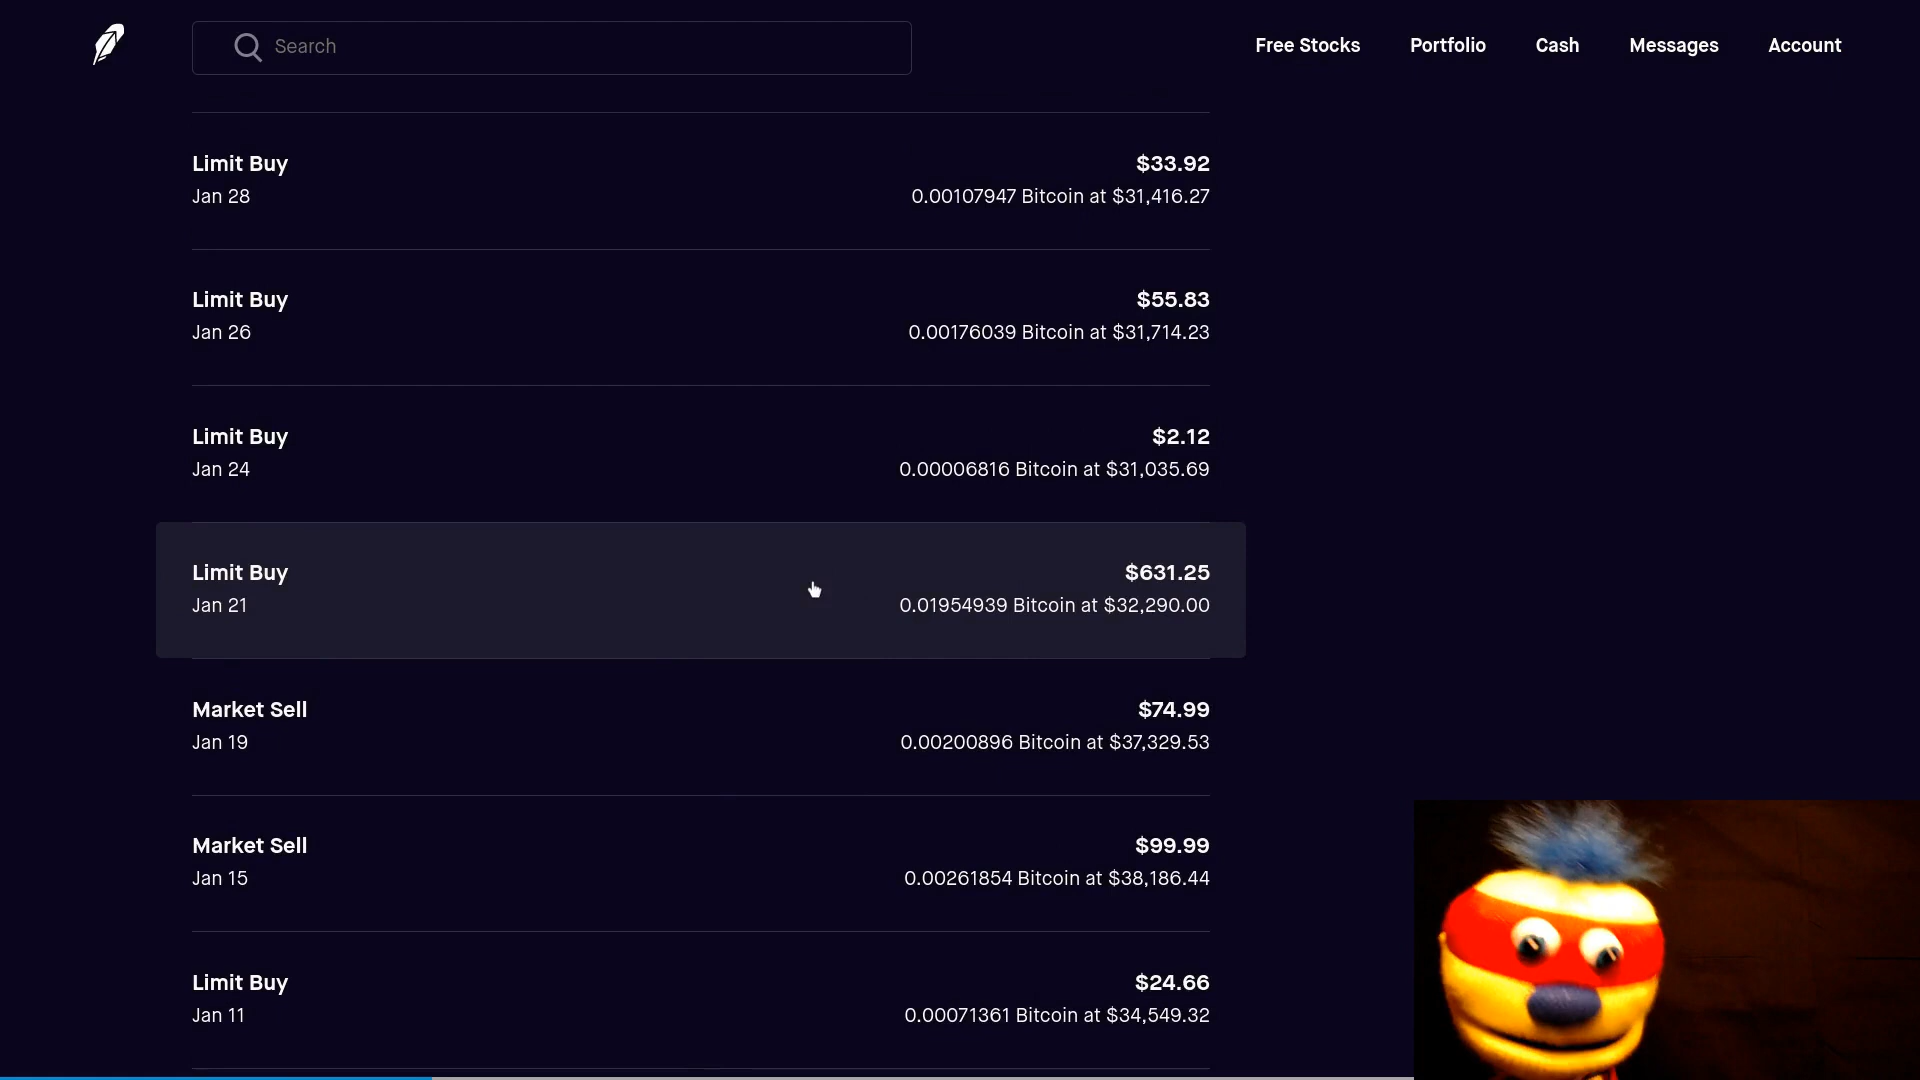 Search
Free Stocks
Portfolio
Cash
Messages
Account
Limit Buy
$33.92
Jan 28
0.00107947 Bitcoin at $31,416.27
Limit Buy
$55.83
Jan 26
0.00176039 Bitcoin at $31,714.23
Limit Buy
$2.12
Jan 24
0.00006816 Bitcoin at $31,035.69
Limit Buy
$631.25
Jan 21
0.01954939 Bitcoin at $32,290.00
Market Sell
$74.99
Jan 19
0.00200896 Bitcoin at $37,329.53
Market Sell
$99.99
Jan 15
0.00261854 Bitcoin at $38,186.44
Limit Buy
$24.66
Jan 11
0.00071361 Bitcoin at $34,549.32